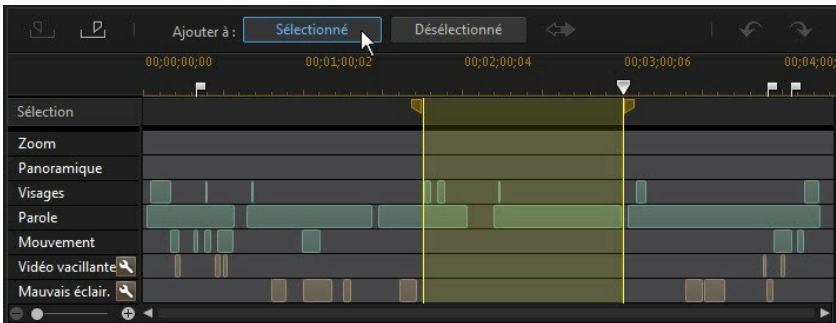 Ajouter à : Sélectionné Désélectionné
00;00;00;00 00;01;00;02 00;02;00;04 00;03;00;06 00;04;00;
Sélection
Zoom
Panoramique
Visages
Parole
Mouvement
Vidéo vacillante
Mauvais éclair.